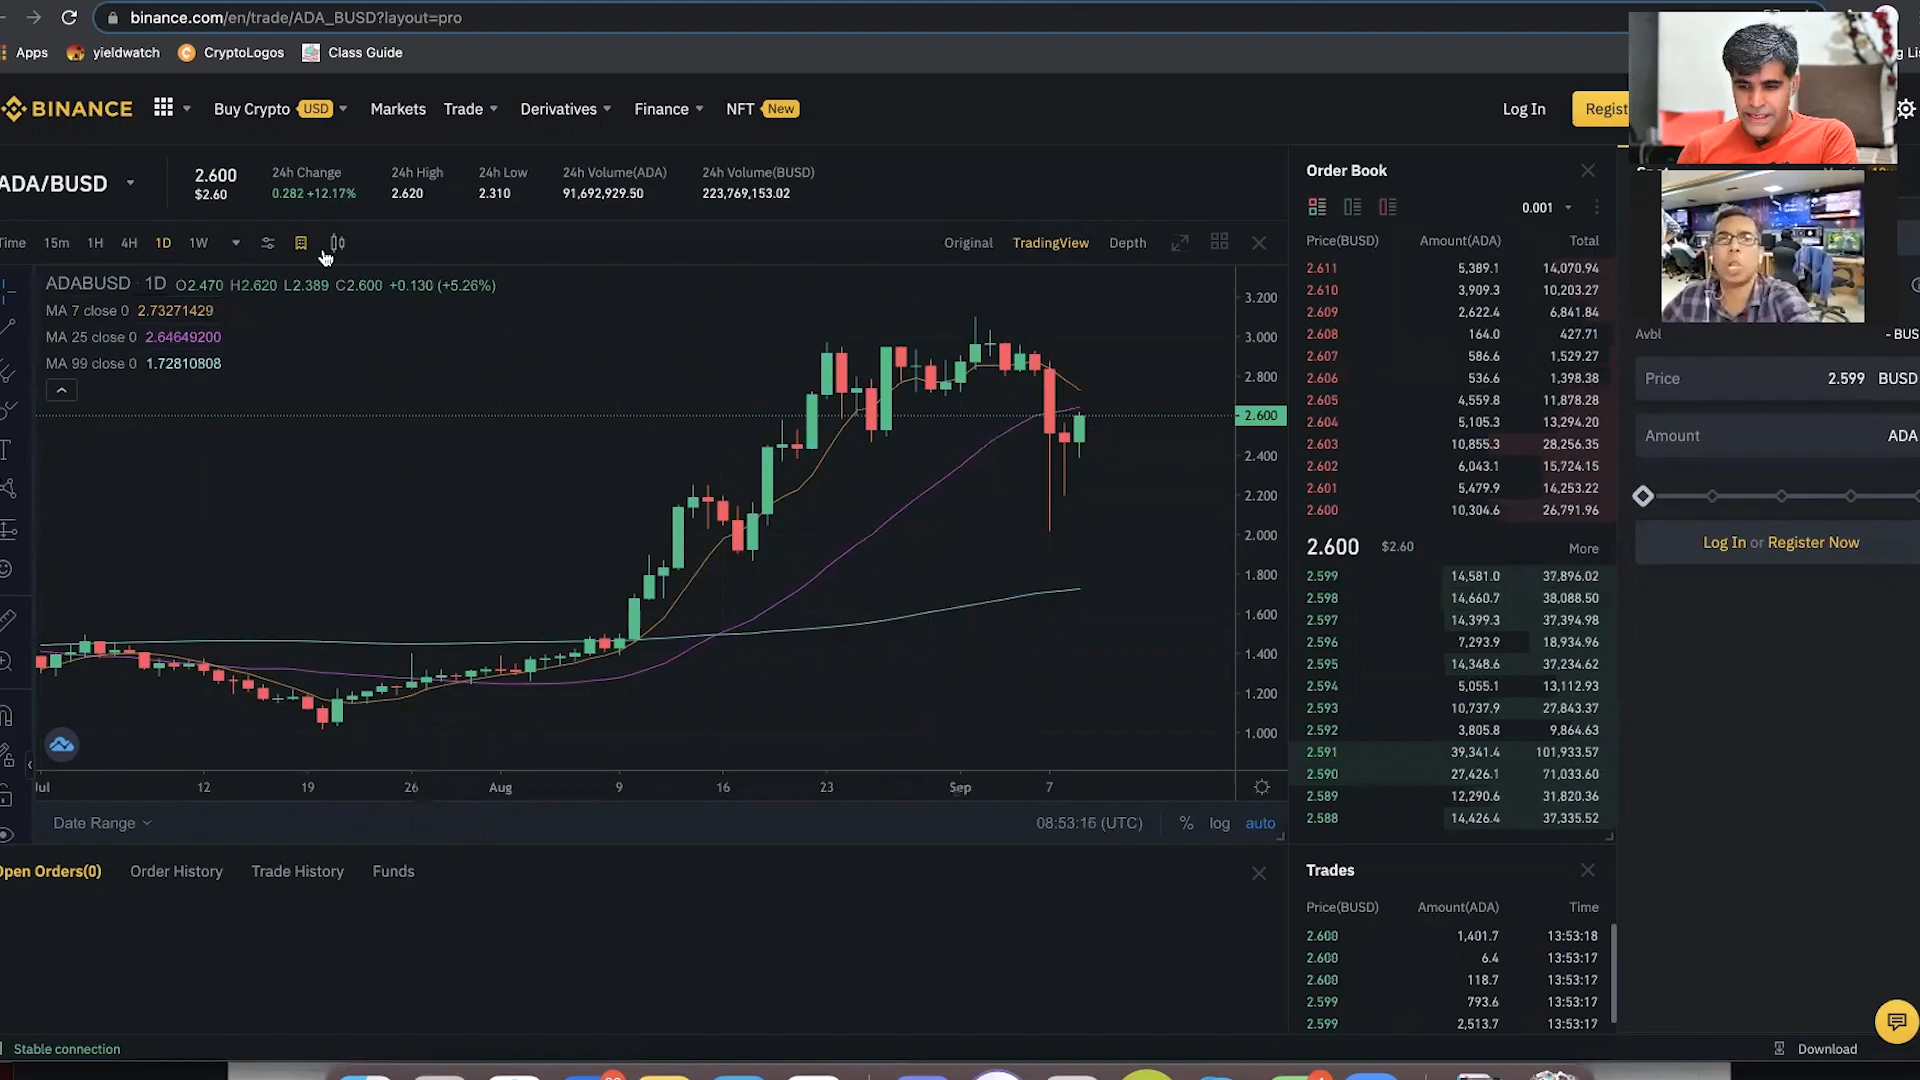 binance.com/en/trade/ADA_BUSD?layout=pro
Apps yieldwatch CryptoLogos Class Guide
BINANCE Buy Crypto USD Markets Trade Derivatives Finance NFT New Log In Regist
ADA/BUSD
2.600
$2.60
24h Change
0.282 +12.17%
24h High
2.620
24h Low
2.310
24h Volume(ADA)
91,692,929.50
24h Volume(BUSD)
223,769,153.02
Time 15m 1H 4H 1D 1W Original TradingView Depth
ADABUSD · 1D O2.470 H2.620 L2.389 C2.600 +0.130 (+5.26%)
MA 7 close 0 2.73271429
MA 25 close 0 2.64649200
MA 99 close 0 1.72810808
3.200
3.000
2.800
2.600
2.400
2.200
2.000
1.800
1.600
1.400
1.200
1.000
Jul 12 19 26 Aug 9 16 23 Sep 7
Date Range 08:53:15 (UTC) % log auto
Open Orders(0) Order History Trade History Funds
Order Book
0.001
Price(BUSD) Amount(ADA) Total
2.611 5,389.1 14,070.94
2.610 3,909.3 10,203.27
2.609 2,622.4 6,841.84
2.608 164.0 427.71
2.607 586.6 1,529.27
2.606 536.6 1,398.38
2.605 4,559.8 11,878.28
2.604 5,105.3 13,294.20
2.603 10,855.3 28,256.35
2.602 6,043.1 15,724.15
2.601 5,479.9 14,253.22
2.600 10,304.6 26,791.96
2.600 $2.60 More
2.599 14,581.0 37,896.02
2.598 14,660.7 38,088.50
2.597 14,399.3 37,394.98
2.596 7,293.9 18,934.96
2.595 14,348.6 37,234.62
2.594 5,055.1 13,112.93
2.593 10,737.9 27,843.37
2.592 3,805.8 9,864.63
2.591 39,341.4 101,933.57
2.590 27,426.1 71,033.60
2.589 12,290.6 31,820.36
2.588 14,426.4 37,335.52
Trades
Price(BUSD) Amount(ADA) Time
2.600 1,401.7 13:53:18
2.600 6.4 13:53:17
2.600 118.7 13:53:17
2.599 793.6 13:53:17
2.599 2,513.7 13:53:17
Avbl - BUS
Price 2.599 BUSD
Amount ADA
Log In or Register Now
Stable connection
Download